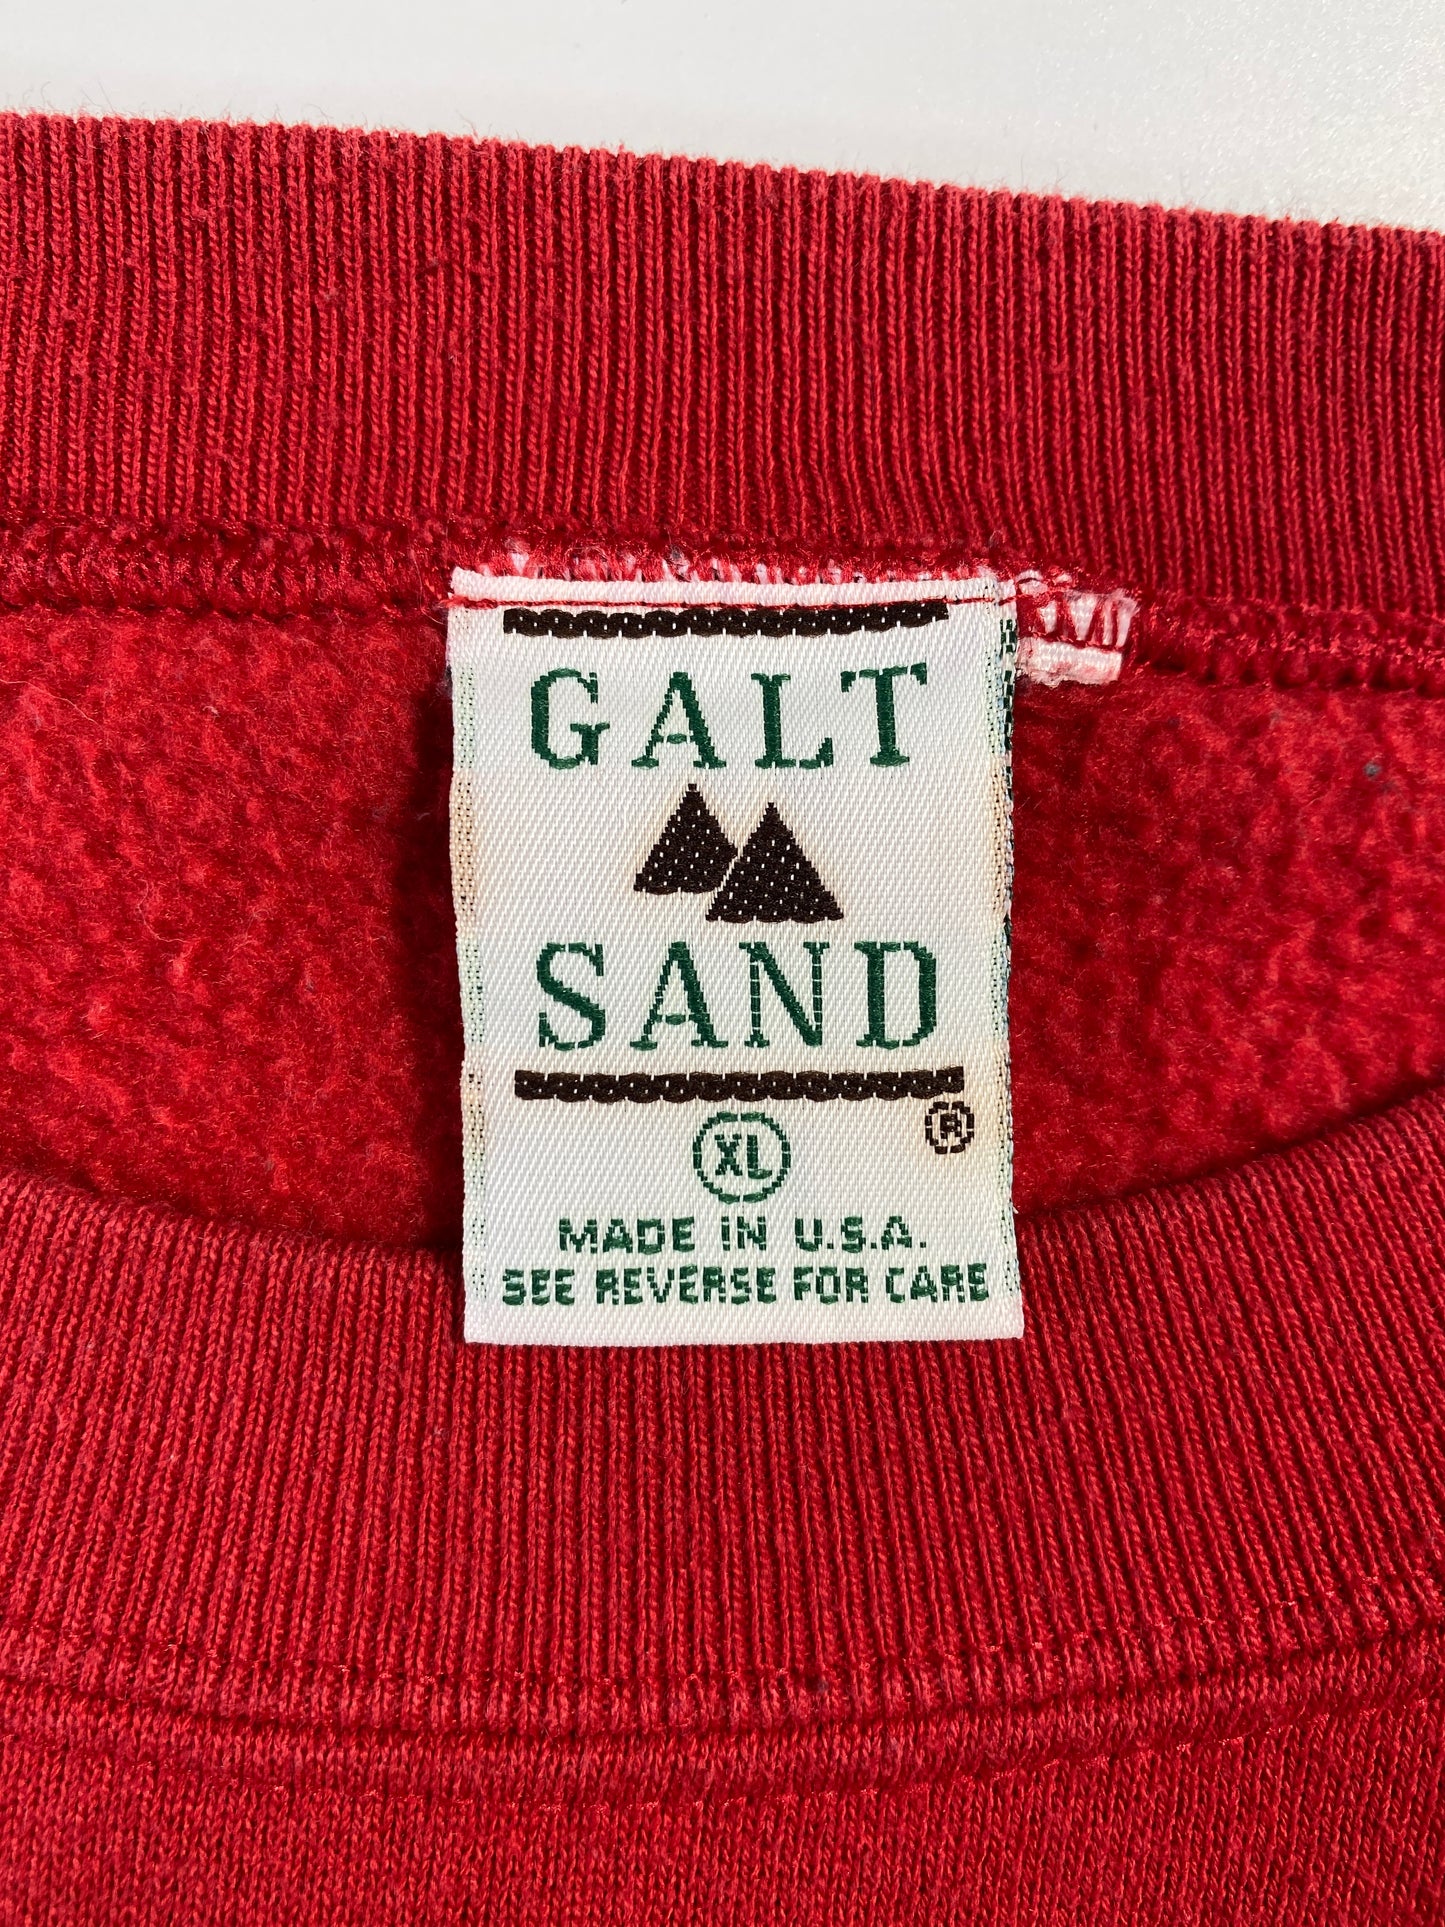 GALT
SAND
®
XL
MADE IN U.S.A.
SEE REVERSE FOR CARE